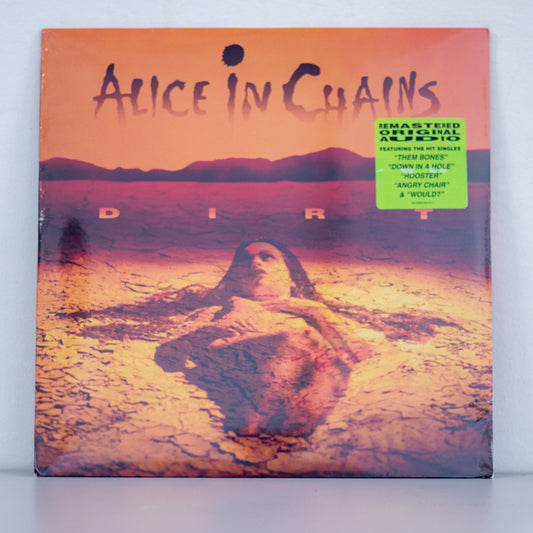 ALICE IN CHAINS
REMASTERED
ORIGINAL
AUDIO
FEATURING THE HIT SINGLES
"THEM BONES"
"DOWN IN A HOLE"
"ROOSTER"
"ANGRY CHAIR"
& "WOULD?"
DIRT